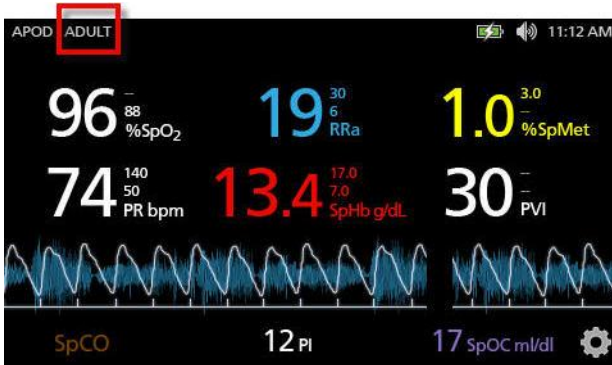 APOD ADULT 11:12 AM
96 – 88 %SpO₂
19 30 6 RRa
1.0 3.0 – %SpMet
74 140 50 PR bpm
13.4 17.0 7.0 SpHb g/dL
30 – – PVI
SpCO 12 PI 17 SpOC ml/dl